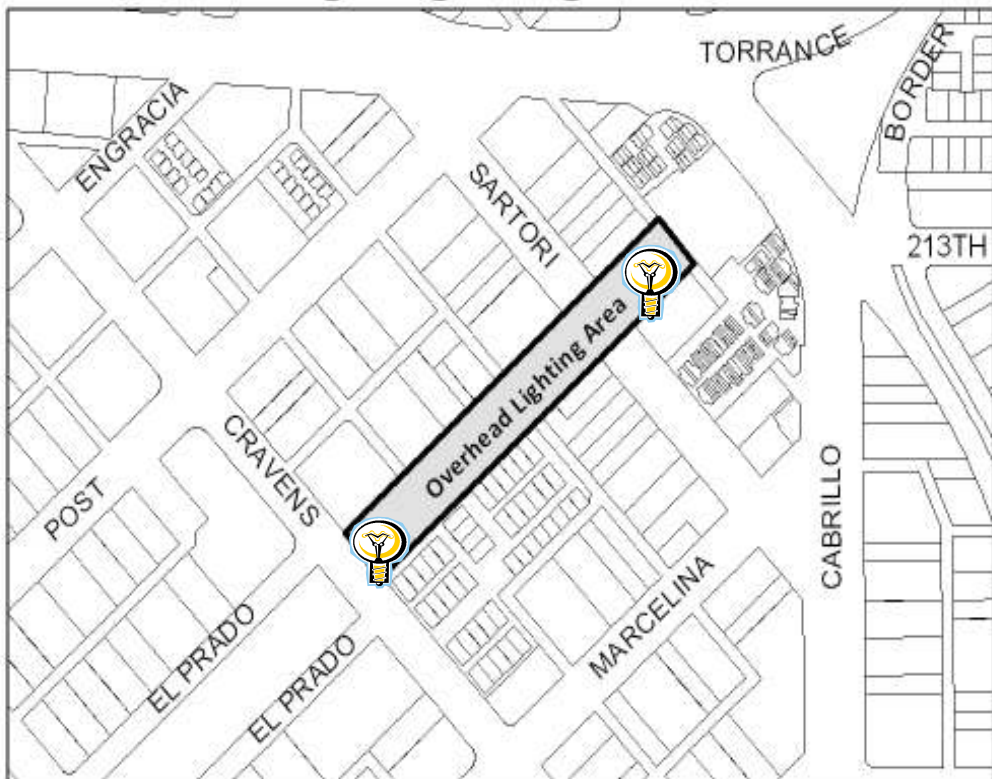 TORRANCE
BORDER
ENGRACIA
SARTORI
213TH
Overhead Lighting Area
CRAVENS
POST
CABRILLO
MARCELINA
EL PRADO
EL PRADO